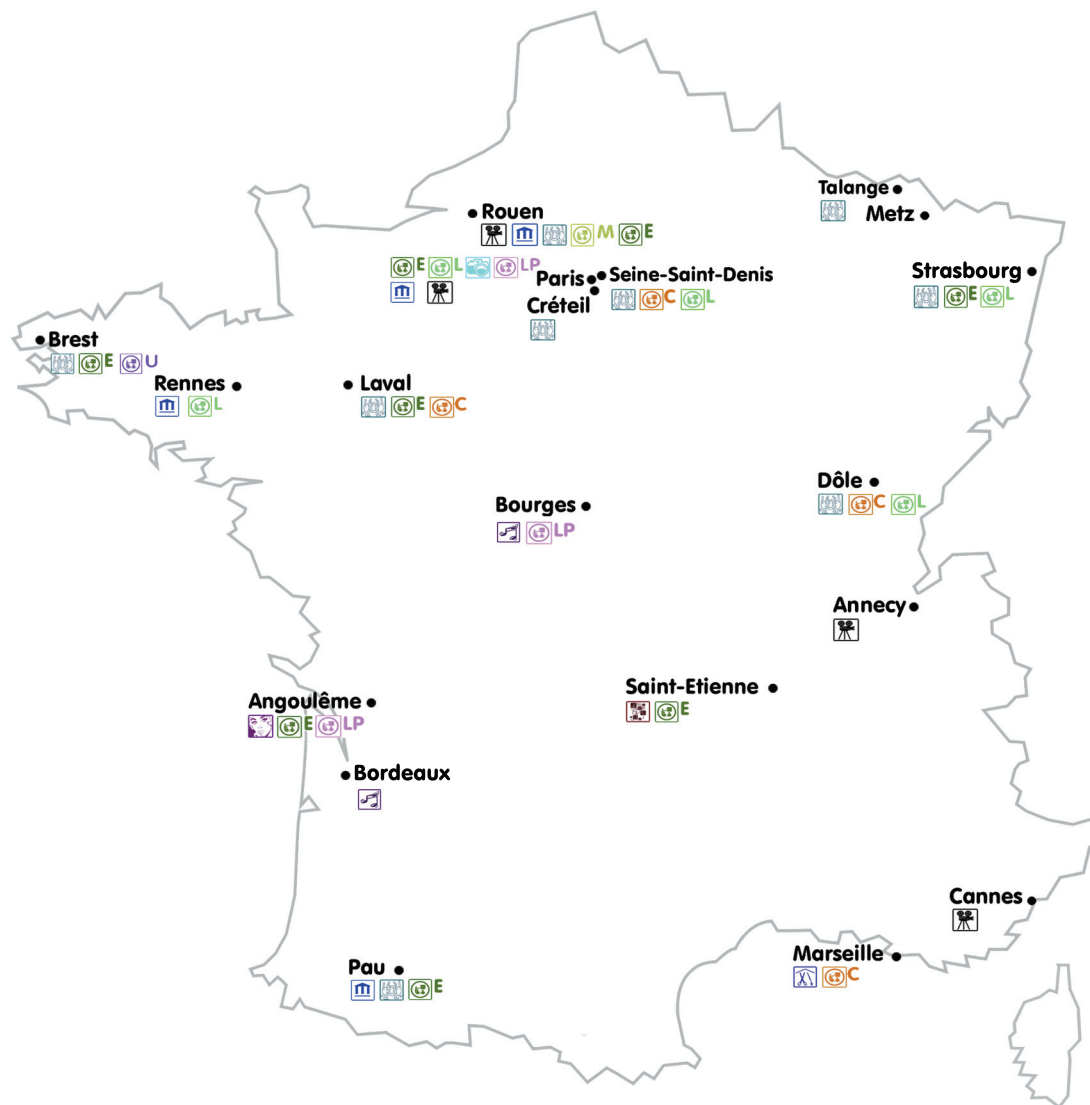 Talange
Metz
Rouen
M E
E L LP
Paris
Seine-Saint-Denis
Créteil
C L
Strasbourg
E L
Brest
E U
Rennes
L
Laval
E C
Dôle
C L
Bourges
LP
Annecy
Saint-Etienne
E
Angoulême
E LP
Bordeaux
Cannes
Marseille
C
Pau
E